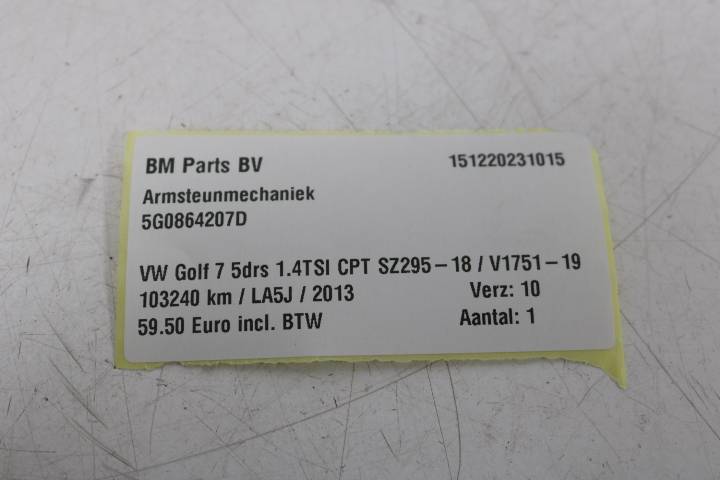 BM Parts BV 151220231015
Armsteunmechaniek
5G0864207D
VW Golf 7 5drs 1.4TSI CPT SZ295-18 / V1751-19
103240 km / LA5J / 2013 Verz: 10
59.50 Euro incl. BTW Aantal: 1